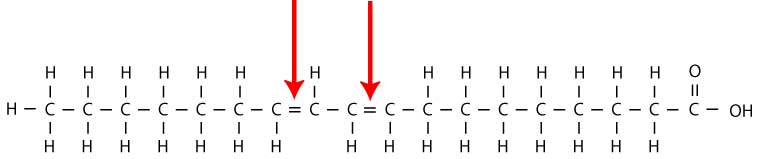 H H H H H H H H H H H H H H O
H – C – C – C – C – C – C – C = C – C = C – C – C – C – C – C – C – C – C – OH
H H H H H H H H H H H H H H H H